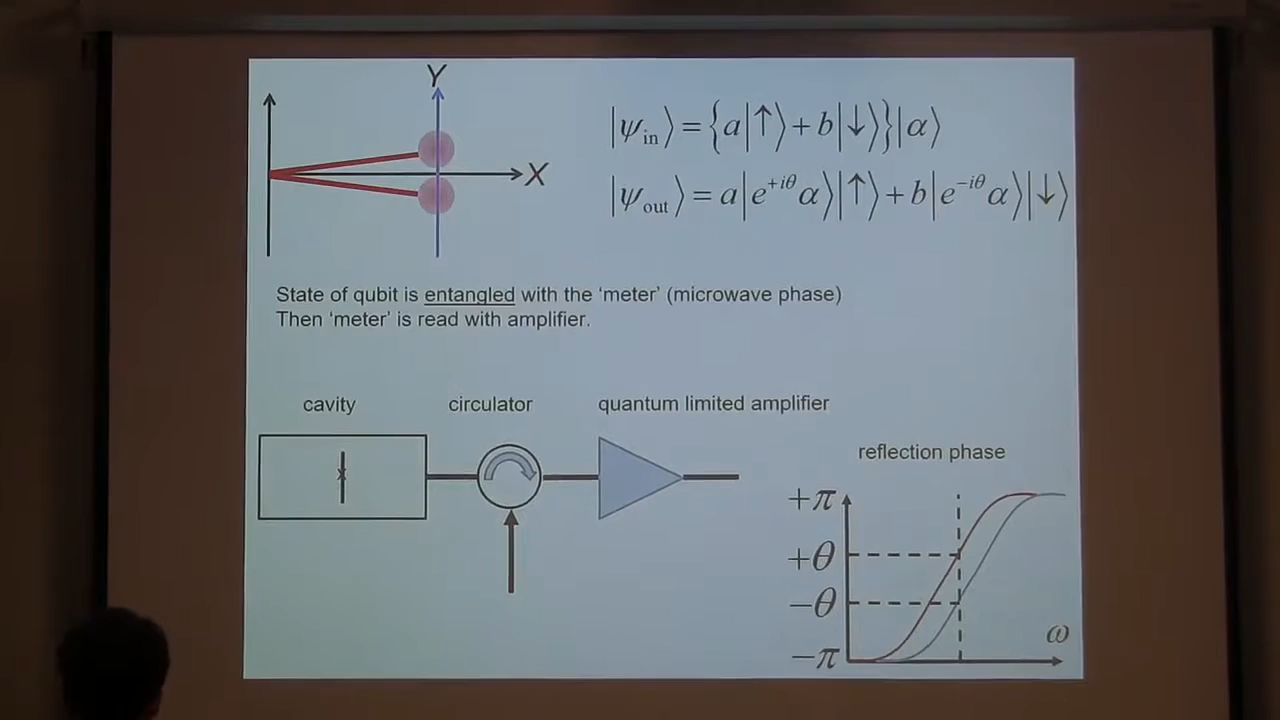 Y
X
|ψ_in⟩ = {a|↑⟩ + b|↓⟩}|α⟩
|ψ_out⟩ = a|e^{+iθ} α⟩|↑⟩ + b|e^{-iθ} α⟩|↓⟩
State of qubit is entangled with the ‘meter’ (microwave phase)
Then ‘meter’ is read with amplifier.
cavity circulator quantum limited amplifier
reflection phase
+π
+θ
−θ
ω
−π